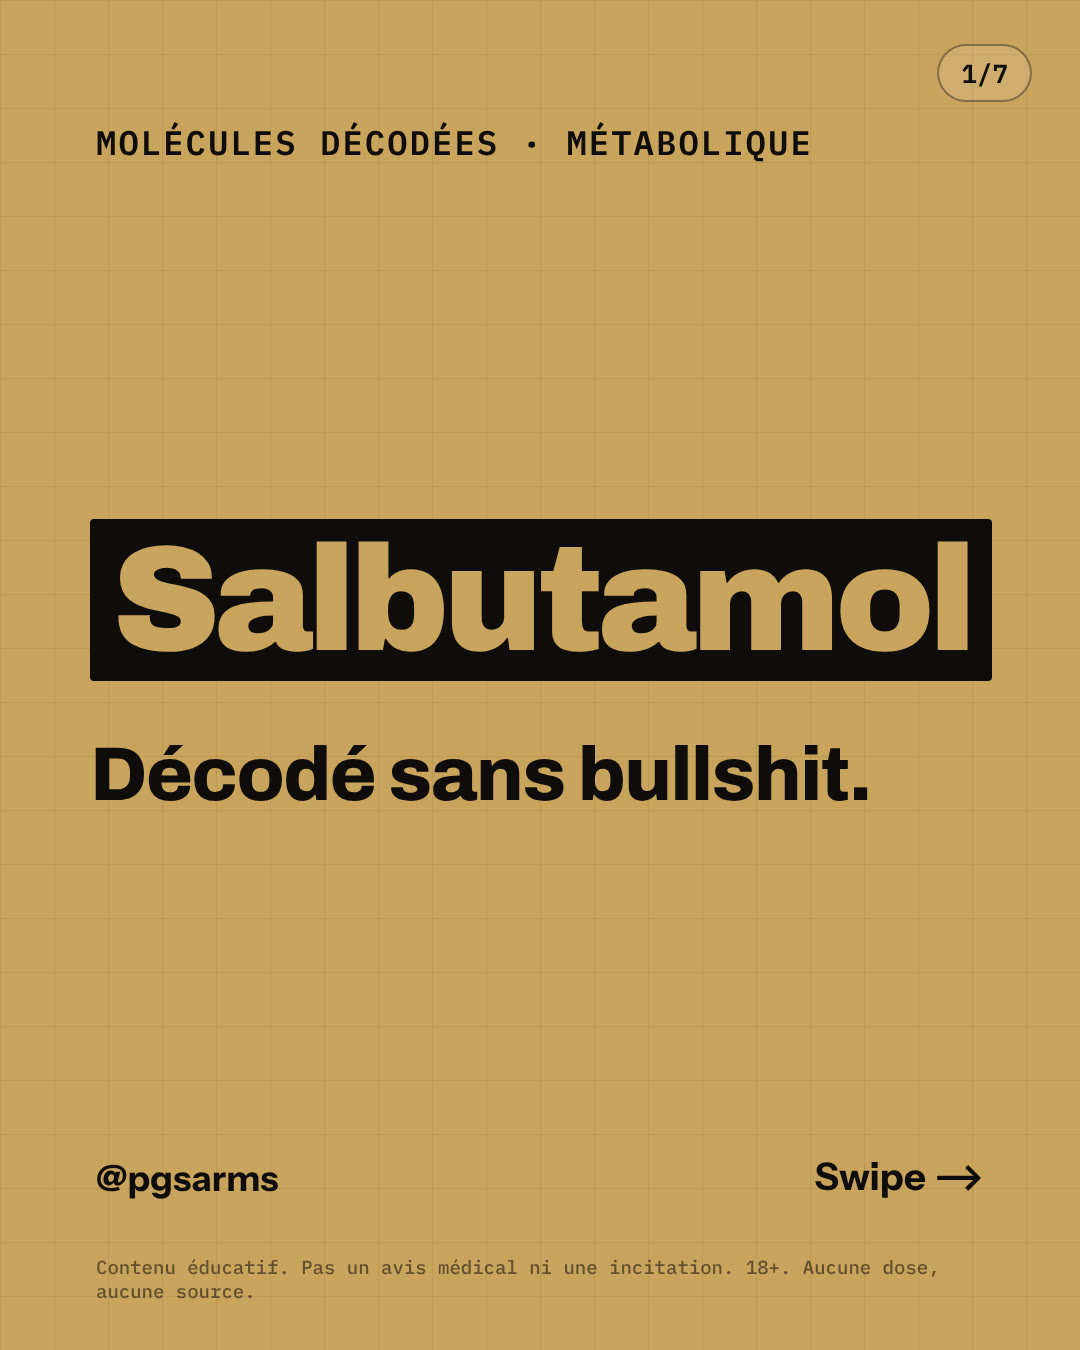 1/7
MOLÉCULES DÉCODÉES · MÉTABOLIQUE
Salbutamol
Décodé sans bullshit.
@pgsarms
Swipe →
Contenu éducatif. Pas un avis médical ni une incitation. 18+. Aucune dose,
aucune source.